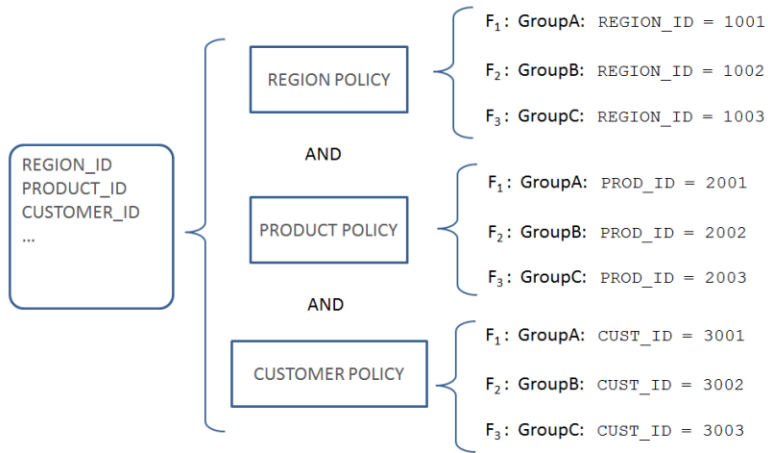 REGION_ID
PRODUCT_ID
CUSTOMER_ID
...
REGION POLICY
F₁: GroupA: REGION_ID = 1001
F₂: GroupB: REGION_ID = 1002
F₃: GroupC: REGION_ID = 1003
AND
PRODUCT POLICY
F₁: GroupA: PROD_ID = 2001
F₂: GroupB: PROD_ID = 2002
F₃: GroupC: PROD_ID = 2003
AND
CUSTOMER POLICY
F₁: GroupA: CUST_ID = 3001
F₂: GroupB: CUST_ID = 3002
F₃: GroupC: CUST_ID = 3003